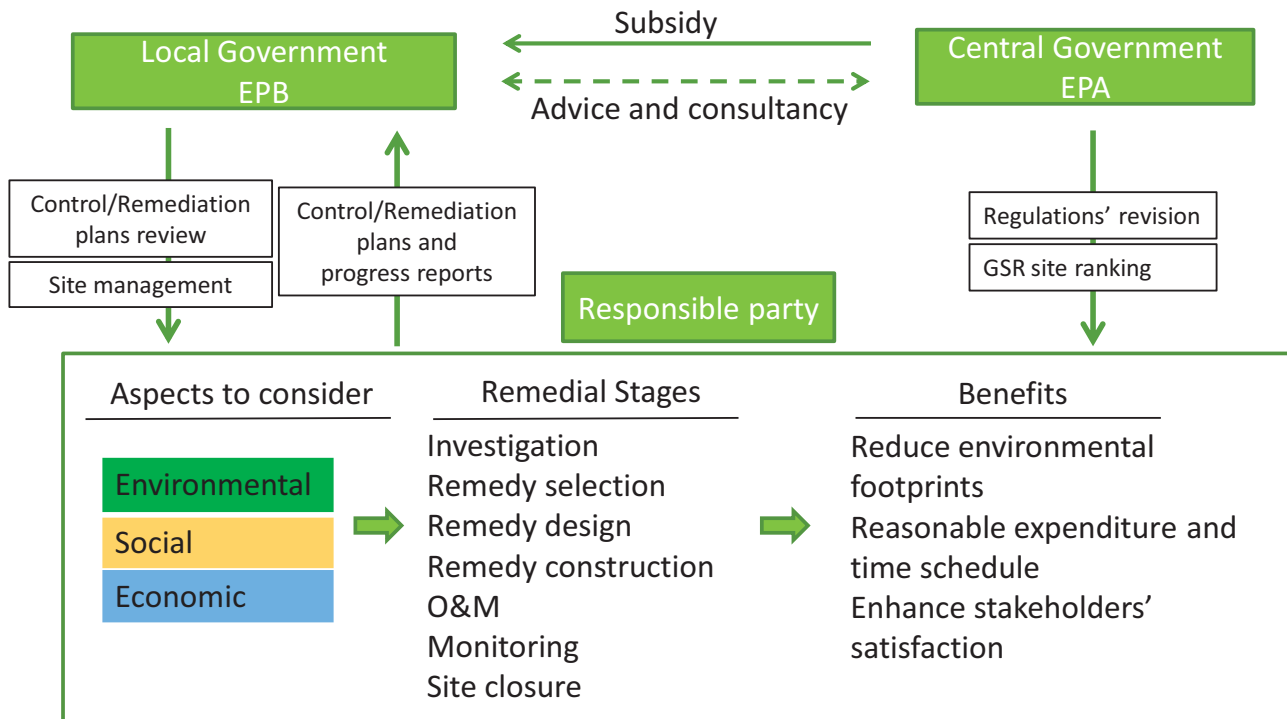 Subsidy
Local Government
EPB
Central Government
EPA
Advice and consultancy
Control/Remediation
plans review
Site management
Control/Remediation
plans and
progress reports
Regulations' revision
GSR site ranking
Responsible party
Aspects to consider
Environmental
Social
Economic
Remedial Stages
Investigation
Remedy selection
Remedy design
Remedy construction
O&M
Monitoring
Site closure
Benefits
Reduce environmental
footprints
Reasonable expenditure and
time schedule
Enhance stakeholders'
satisfaction